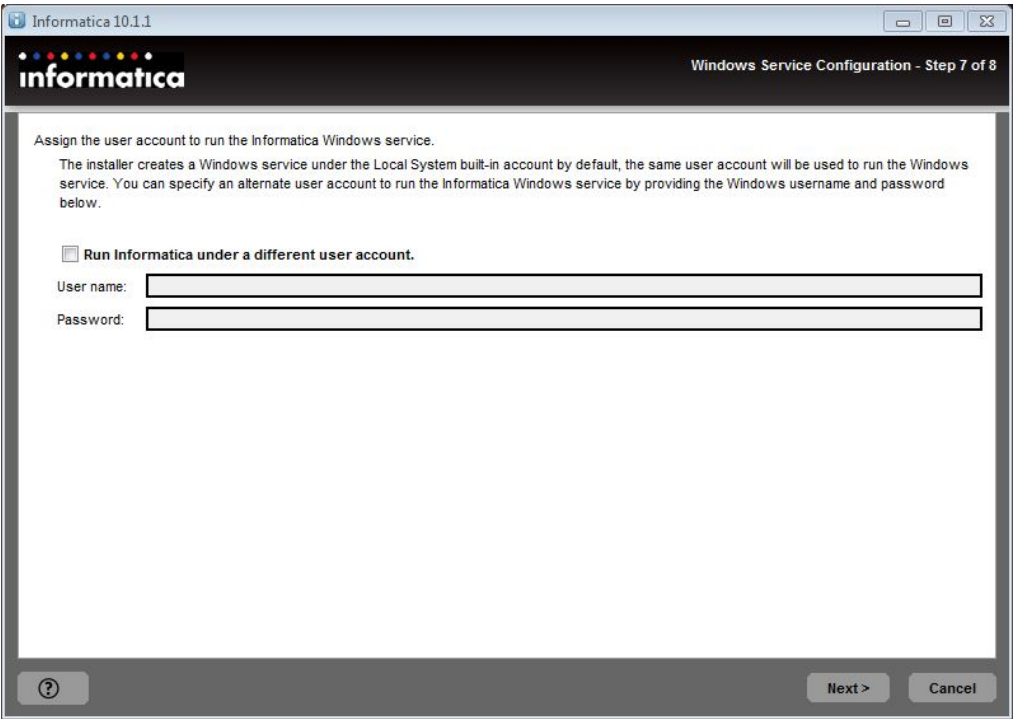 Informatica 10.1.1
informatica
Windows Service Configuration - Step 7 of 8
Assign the user account to run the Informatica Windows service.
The installer creates a Windows service under the Local System built-in account by default, the same user account will be used to run the Windows
service. You can specify an alternate user account to run the Informatica Windows service by providing the Windows username and password
below.
Run Informatica under a different user account.
User name:
Password:
?
Next >
Cancel